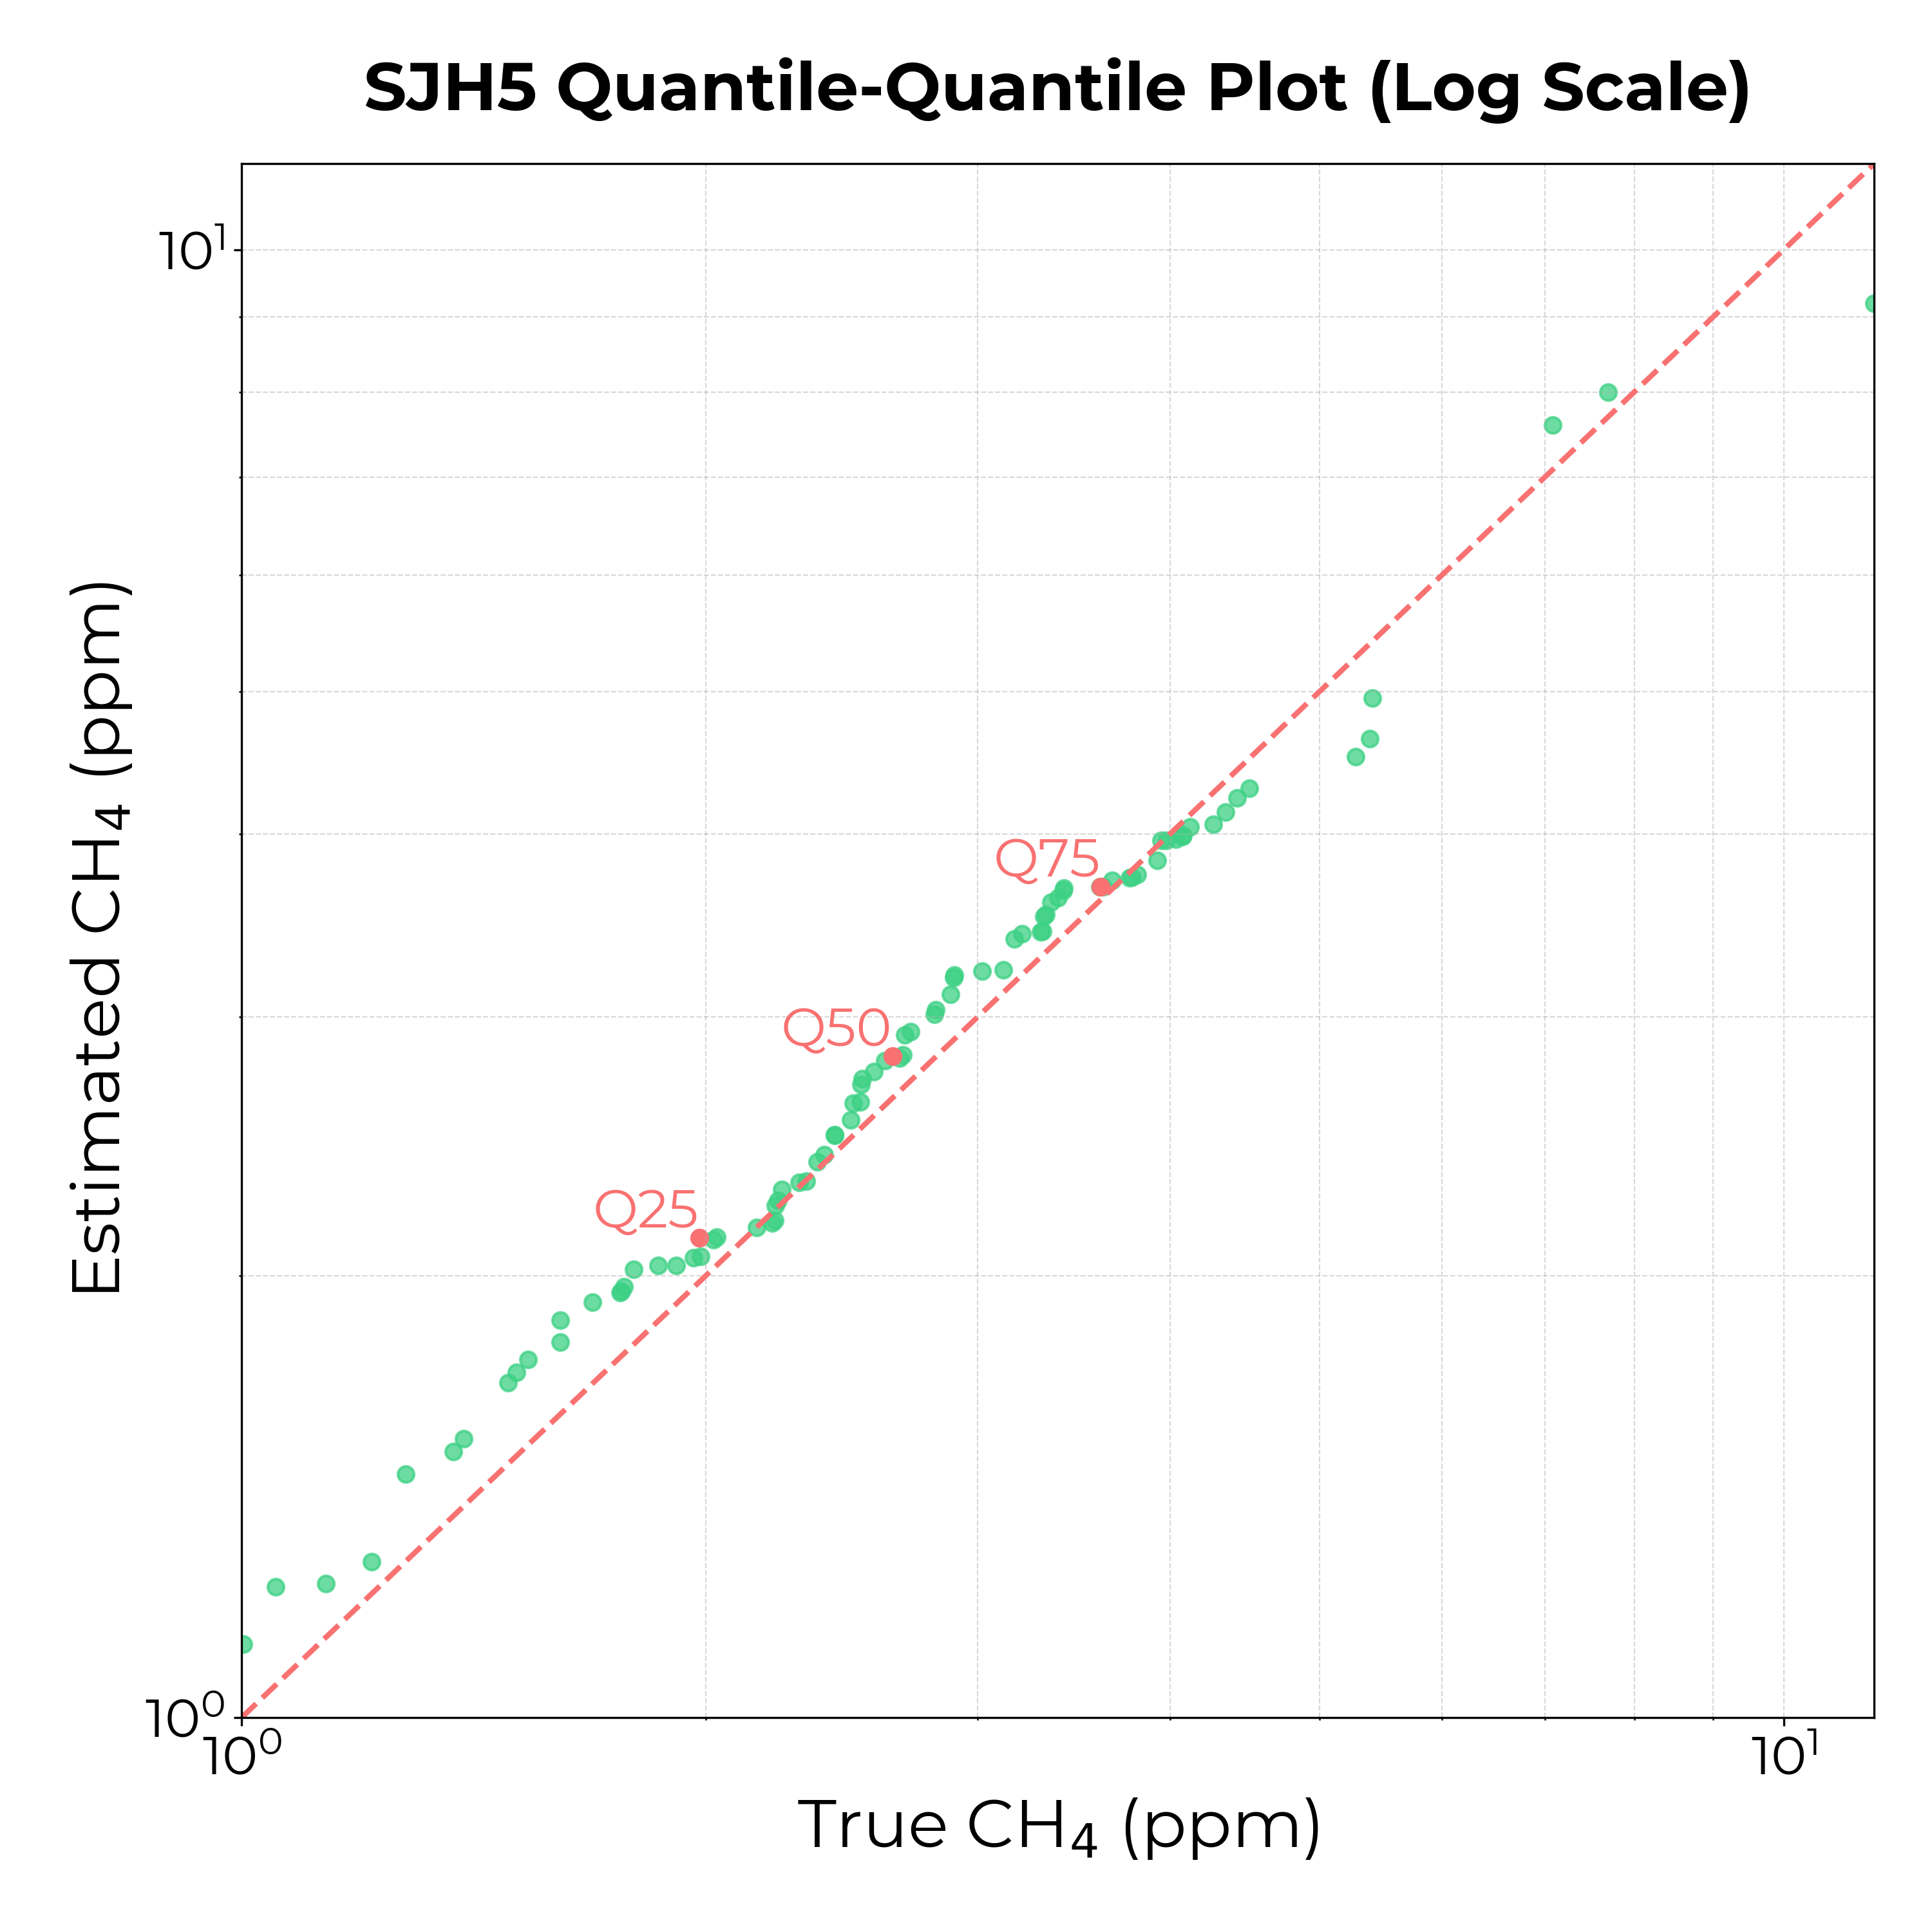 SJH5 Quantile-Quantile Plot (Log Scale)
10¹
Estimated CH₄ (ppm)
Q75
Q50
Q25
10⁰
10⁰
10¹
True CH₄ (ppm)